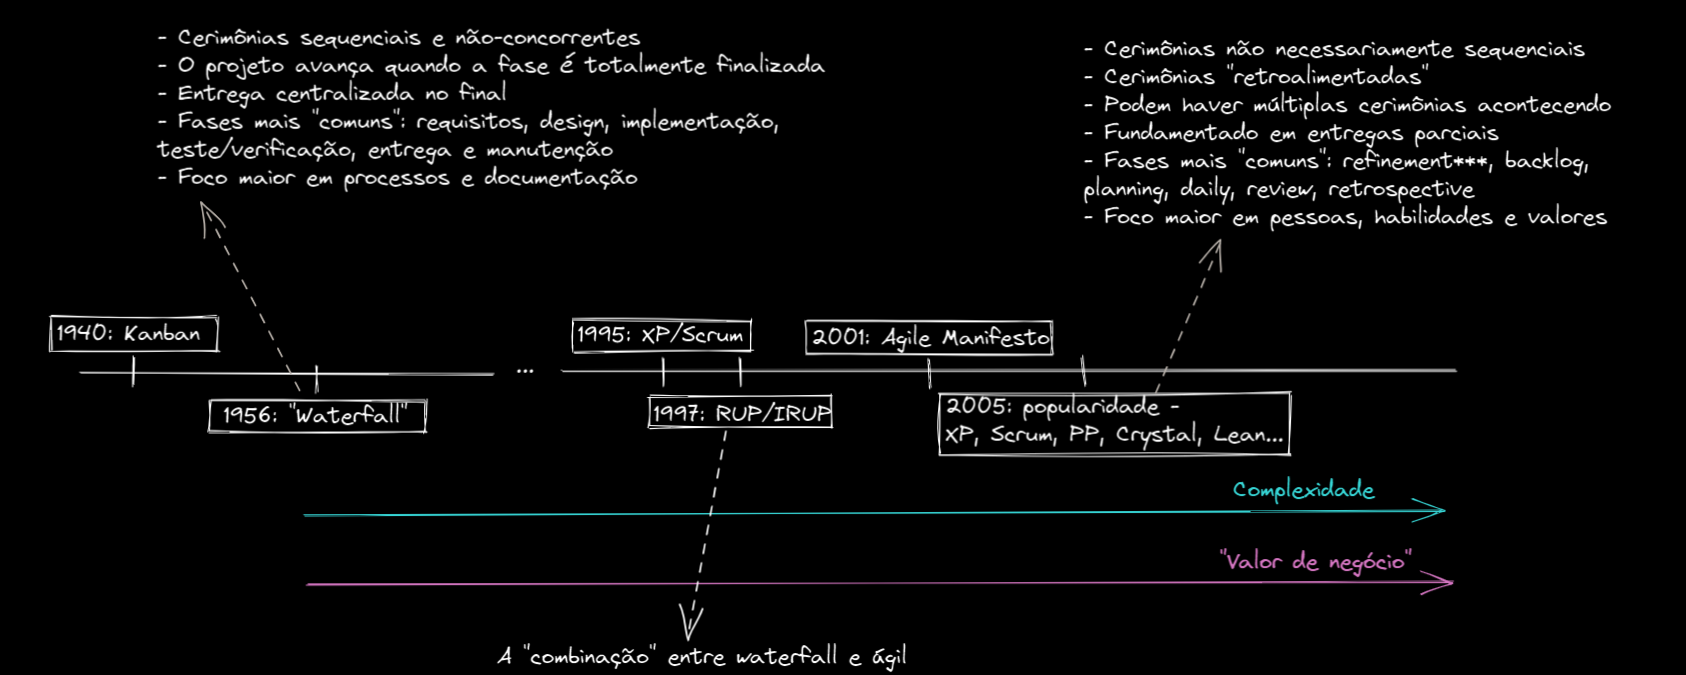 - Cerimônias sequenciais e não-concorrentes
- O projeto avança quando a fase é totalmente finalizada
- Entrega centralizada no final
- Fases mais "comuns": requisitos, design, implementação,
teste/verificação, entrega e manutenção
- Foco maior em processos e documentação
- Cerimônias não necessariamente sequenciais
- Cerimônias "retroalimentadas"
- Podem haver múltiplas cerimônias acontecendo
- Fundamentado em entregas parciais
- Fases mais "comuns": refinement***, backlog,
planning, daily, review, retrospective
- Foco maior em pessoas, habilidades e valores
1940: Kanban
1995: XP/Scrum
2001: Agile Manifesto
...
1956: "Waterfall"
1997: RUP/IRUP
2005: popularidade -
XP, Scrum, PP, Crystal, Lean...
Complexidade
"Valor de negócio"
A "combinação" entre waterfall e ágil